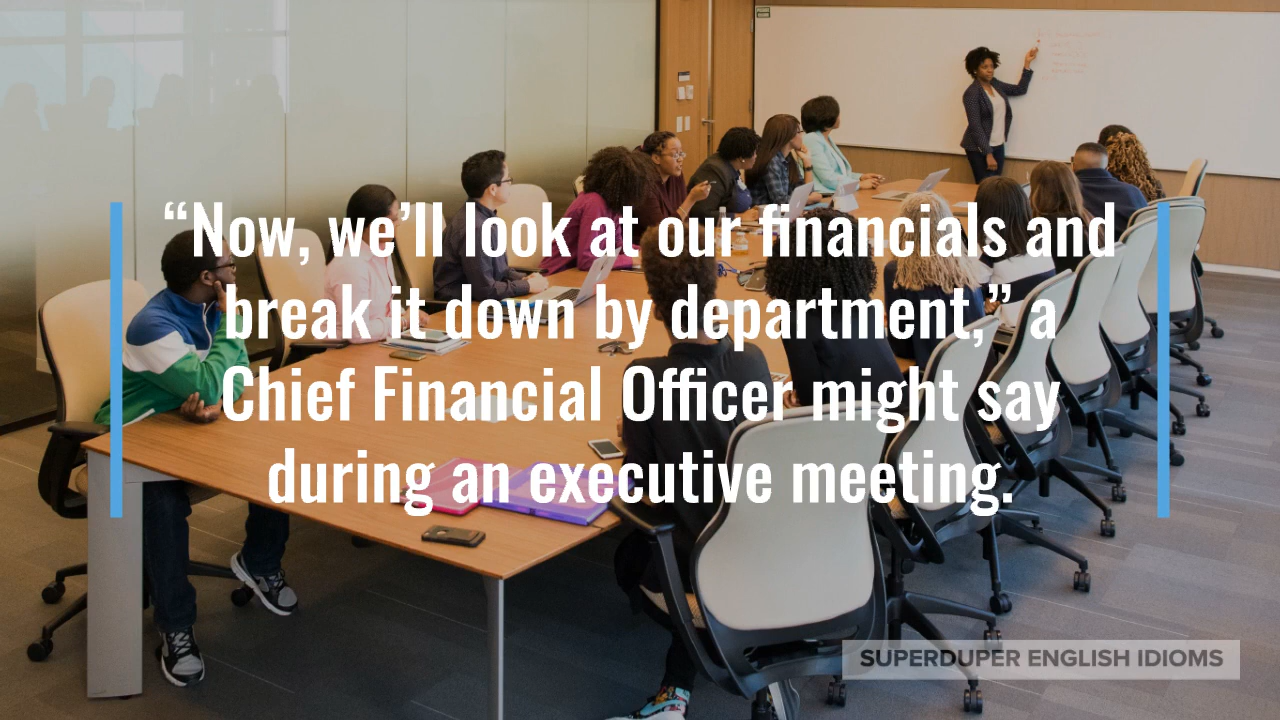 “Now, we’ll look at our financials and
break it down by department,” a
Chief Financial Officer might say
during an executive meeting.
SUPERDUPER ENGLISH IDIOMS